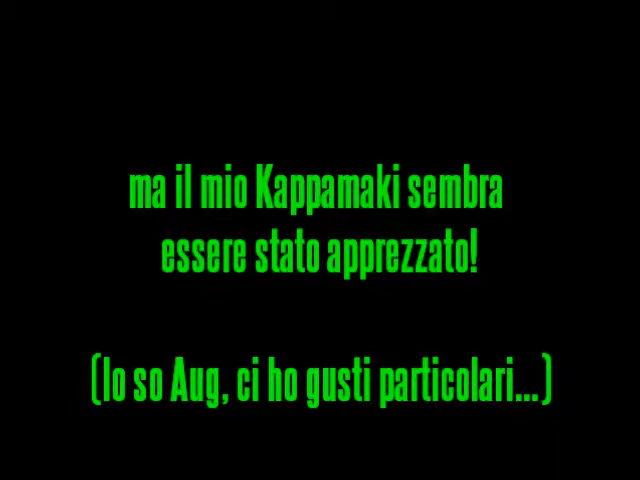 ma il mio Kappamaki sembra
essere stato apprezzato!
(lo so Aug, ci ho gusti particolari...)